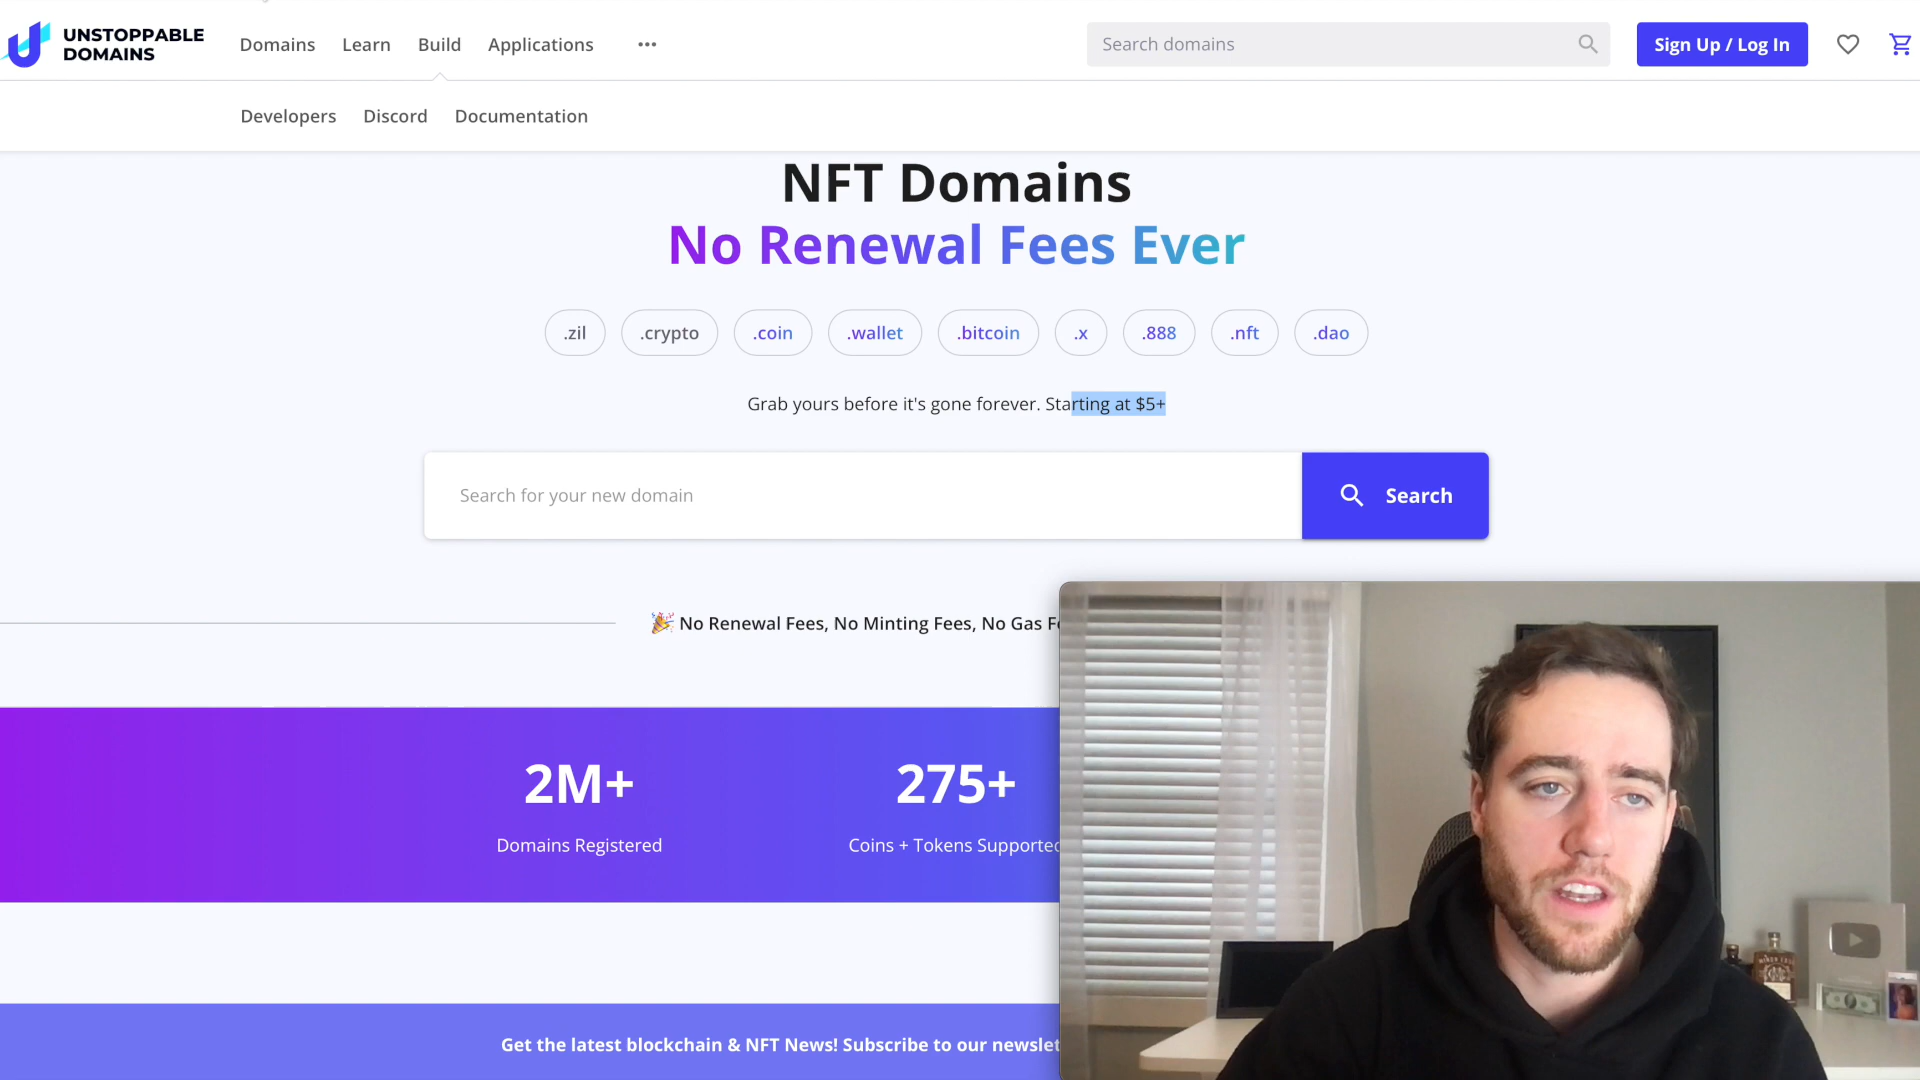 UNSTOPPABLE
DOMAINS
Domains Learn Build Applications
Search domains
Sign Up / Log In
Developers Discord Documentation
NFT Domains
No Renewal Fees Ever
.zil .crypto .coin .wallet .bitcoin .x .888 .nft .dao
Grab yours before it's gone forever. Starting at $5+
Search for your new domain
Search
No Renewal Fees, No Minting Fees, No Gas
2M+ 275+
Domains Registered Coins + Tokens Supported
Get the latest blockchain & NFT News! Subscribe to our